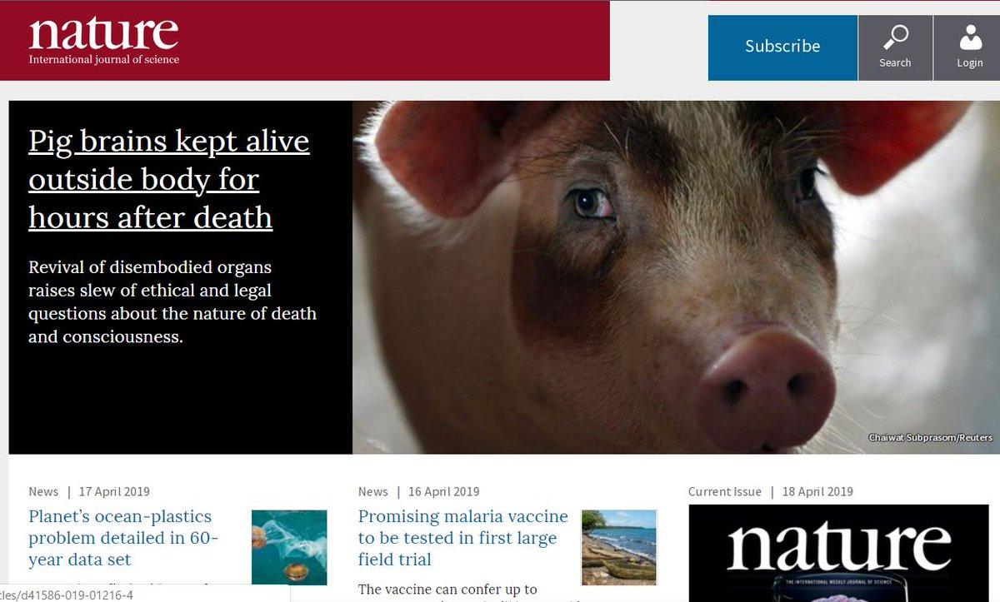 nature
International journal of science
Subscribe
Search
Login
Pig brains kept alive
outside body for
hours after death
Revival of disembodied organs
raises slew of ethical and legal
questions about the nature of death
and consciousness.
Chaiwat Subprasom/Reuters
News | 17 April 2019
Planet's ocean-plastics
problem detailed in 60-
year data set
News | 16 April 2019
Promising malaria vaccine
to be tested in first large
field trial
The vaccine can confer up to
Current Issue | 18 April 2019
nature
THE INTERNATIONAL WEEKLY JOURNAL OF SCIENCE
cles/d41586-019-01216-4